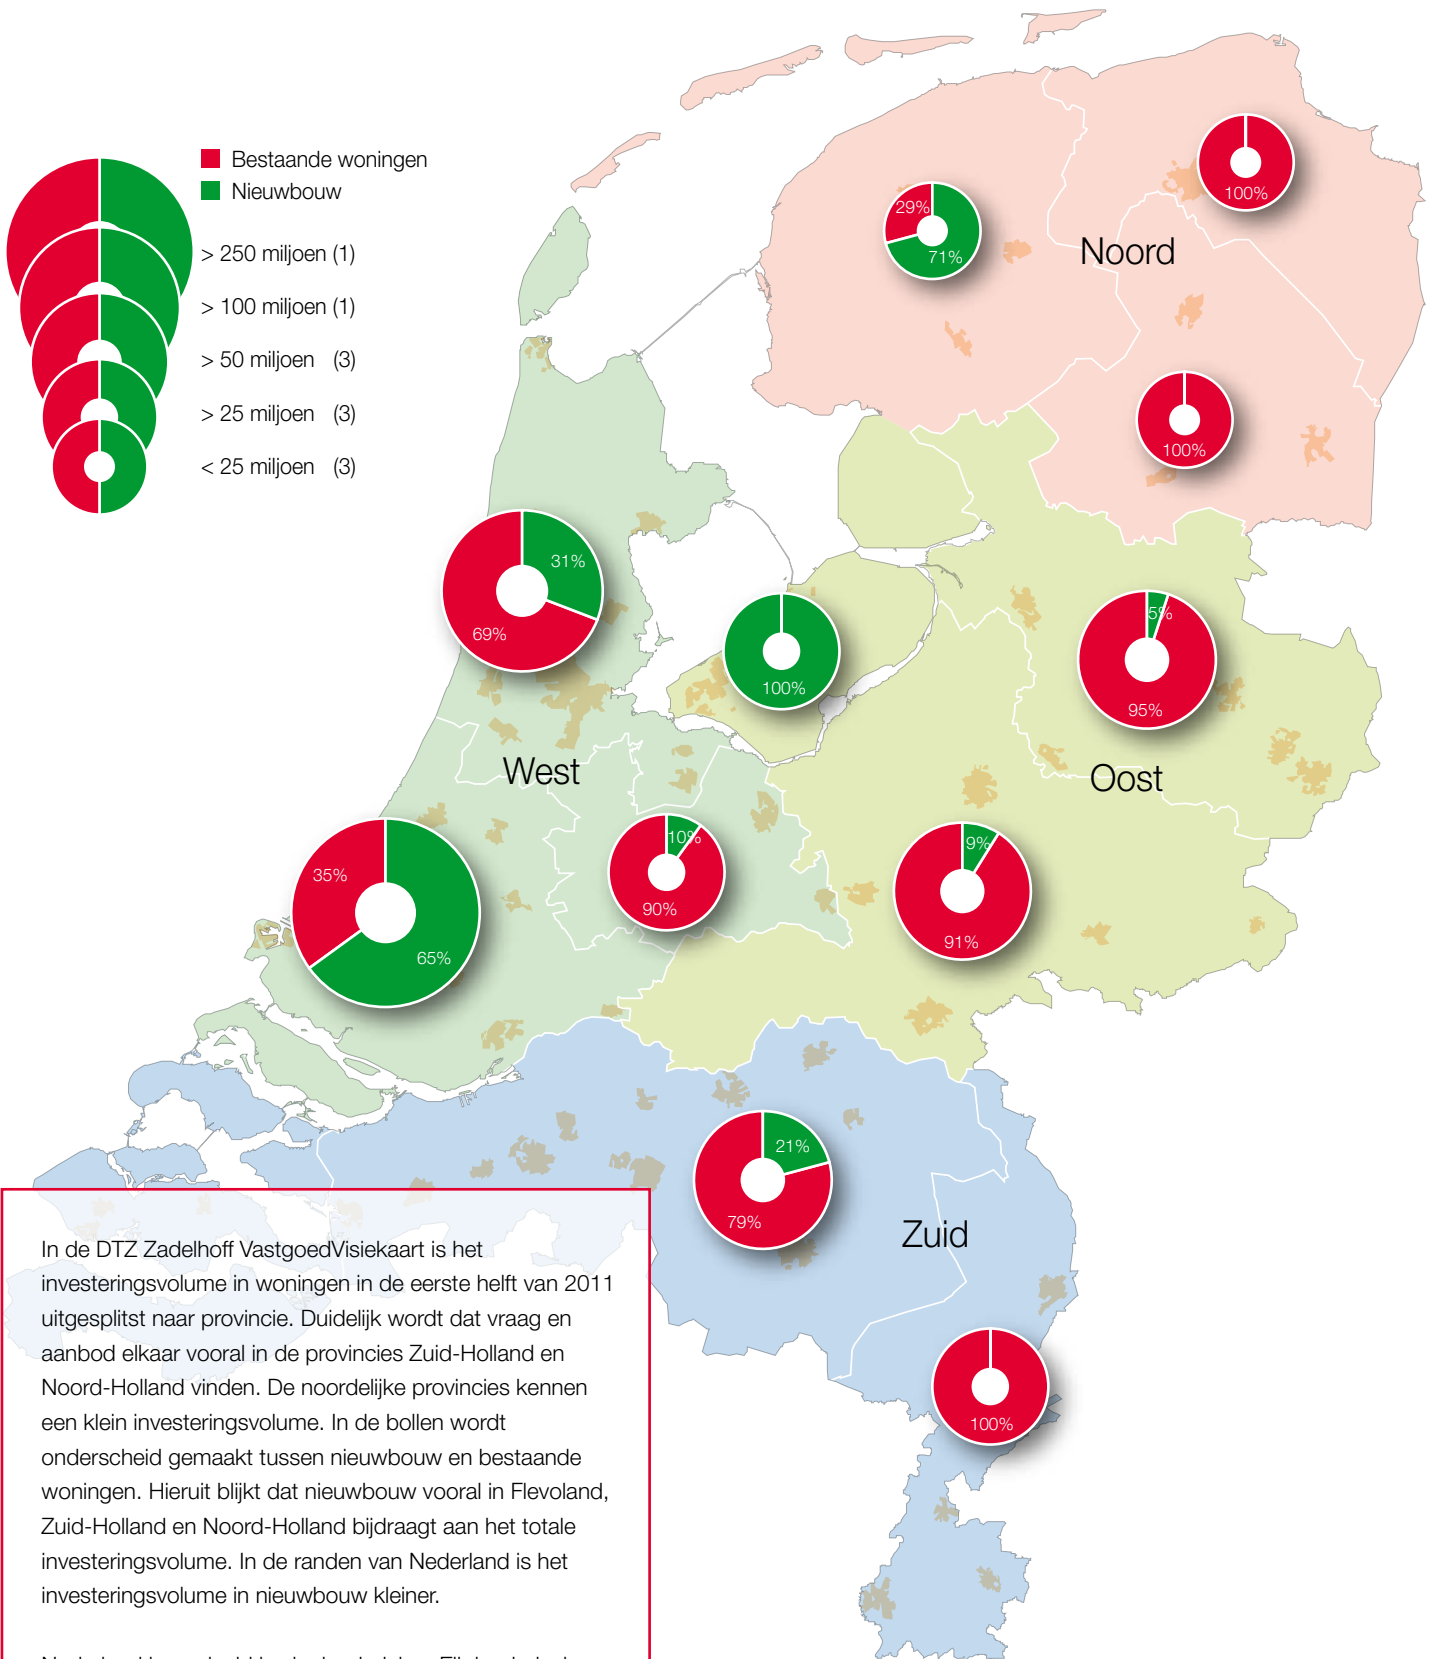 Bestaande woningen
Nieuwbouw
> 250 miljoen (1)
> 100 miljoen (1)
> 50 miljoen (3)
> 25 miljoen (3)
< 25 miljoen (3)
100%
29%
71%
Noord
100%
31%
69%
100%
5%
95%
West
Oost
10%
90%
9%
91%
35%
65%
21%
79%
Zuid
100%
In de DTZ Zadelhoff VastgoedVisiekaart is het
investeringsvolume in woningen in de eerste helft van 2011
uitgesplitst naar provincie. Duidelijk wordt dat vraag en
aanbod elkaar vooral in de provincies Zuid-Holland en
Noord-Holland vinden. De noordelijke provincies kennen
een klein investeringsvolume. In de bollen wordt
onderscheid gemaakt tussen nieuwbouw en bestaande
woningen. Hieruit blijkt dat nieuwbouw vooral in Flevoland,
Zuid-Holland en Noord-Holland bijdraagt aan het totale
investeringsvolume. In de randen van Nederland is het
investeringsvolume in nieuwbouw kleiner.